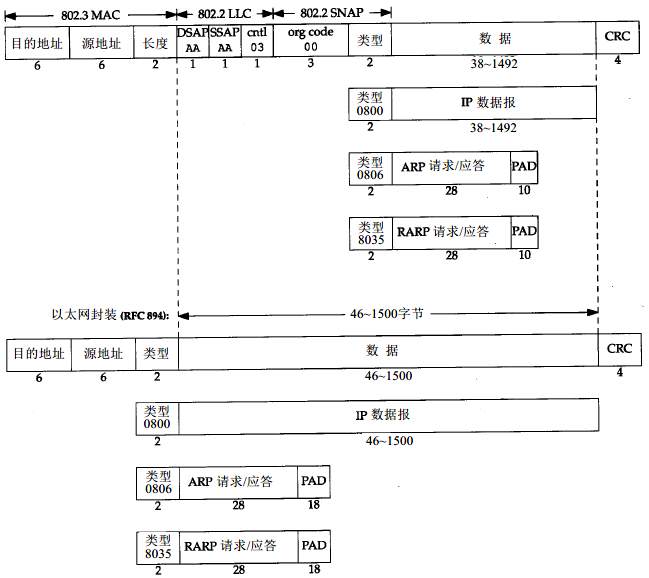 802.3 MAC 802.2 LLC 802.2 SNAP
目的地址 源地址 长度 DSAP AA SSAP AA cntl 03 org code 00 类型 数 据 CRC
6 6 2 1 1 1 3 2 38~1492 4
类型 0800 IP 数据报
2 38~1492
类型 0806 ARP 请求/应答 PAD
2 28 10
类型 8035 RARP 请求/应答 PAD
2 28 10
以太网封装 (RFC 894): 46~1500字节
目的地址 源地址 类型 数 据 CRC
6 6 2 46~1500 4
类型 0800 IP 数据报
2 46~1500
类型 0806 ARP 请求/应答 PAD
2 28 18
类型 8035 RARP 请求/应答 PAD
2 28 18